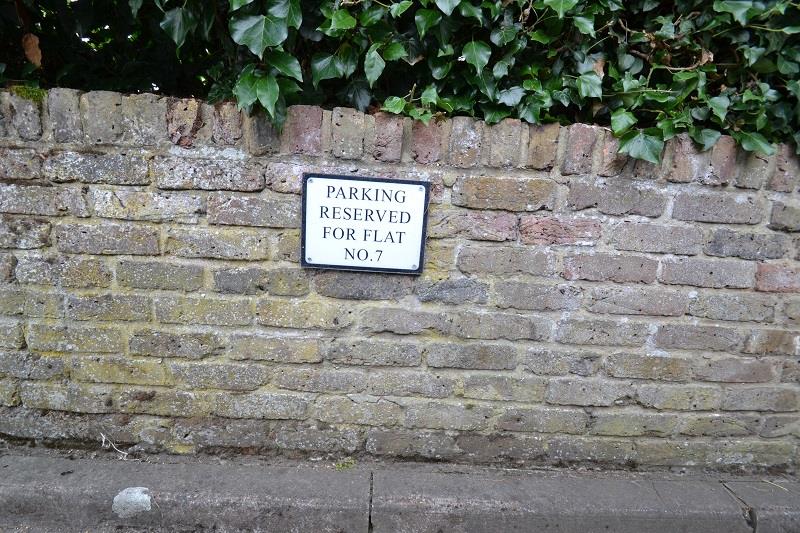 PARKING
RESERVED
FOR FLAT
NO.7